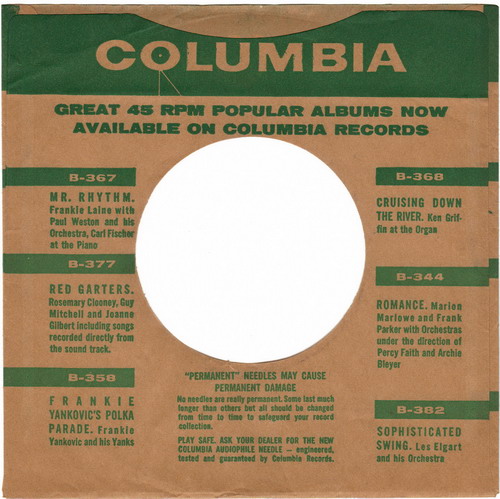 COLUMBIA
GREAT 45 RPM POPULAR ALBUMS NOW
AVAILABLE ON COLUMBIA RECORDS
B-367
MR. RHYTHM.
Frankie Laine with
Paul Weston and his
Orchestra, Carl Fischer
at the Piano
B-377
RED GARTERS.
Rosemary Clooney, Guy
Mitchell and Joanne
Gilbert including songs
recorded directly from
the sound track.
B-358
FRANKIE
YANKOVIC'S POLKA
PARADE. Frankie
Yankovic and his Yanks
B-368
CRUISING DOWN
THE RIVER. Ken Grif-
fin at the Organ
B-344
ROMANCE. Marion
Marlowe and Frank
Parker with Orchestras
under the direction of
Percy Faith and Archie
Bleyer
B-382
SOPHISTICATED
SWING. Les Elgart
and his Orchestra
"PERMANENT" NEEDLES MAY CAUSE
PERMANENT DAMAGE
No needles are really permanent. Some last much
longer than others but all should be changed
from time to time to safeguard your record
collection.
PLAY SAFE. ASK YOUR DEALER FOR THE NEW
COLUMBIA AUDIOPHILE NEEDLE — engineered,
tested and guaranteed by Columbia Records.